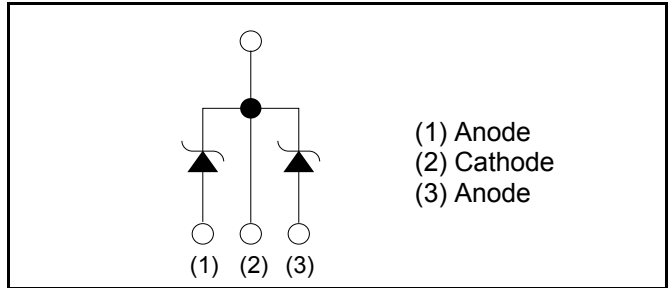 (1) Anode
(2) Cathode
(3) Anode
(1) (2) (3)